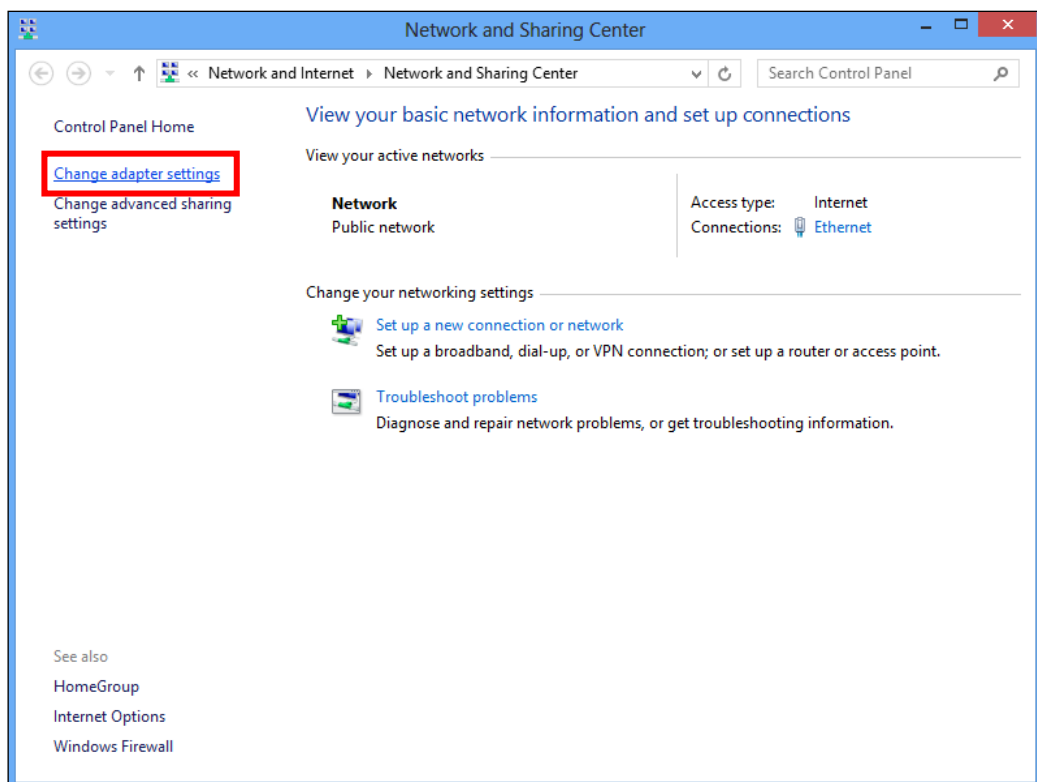 Network and Sharing Center
« Network and Internet ▸ Network and Sharing Center
Search Control Panel
Control Panel Home
Change adapter settings
Change advanced sharing
settings
View your basic network information and set up connections
View your active networks
Network
Public network
Access type: Internet
Connections: Ethernet
Change your networking settings
Set up a new connection or network
Set up a broadband, dial-up, or VPN connection; or set up a router or access point.
Troubleshoot problems
Diagnose and repair network problems, or get troubleshooting information.
See also
HomeGroup
Internet Options
Windows Firewall